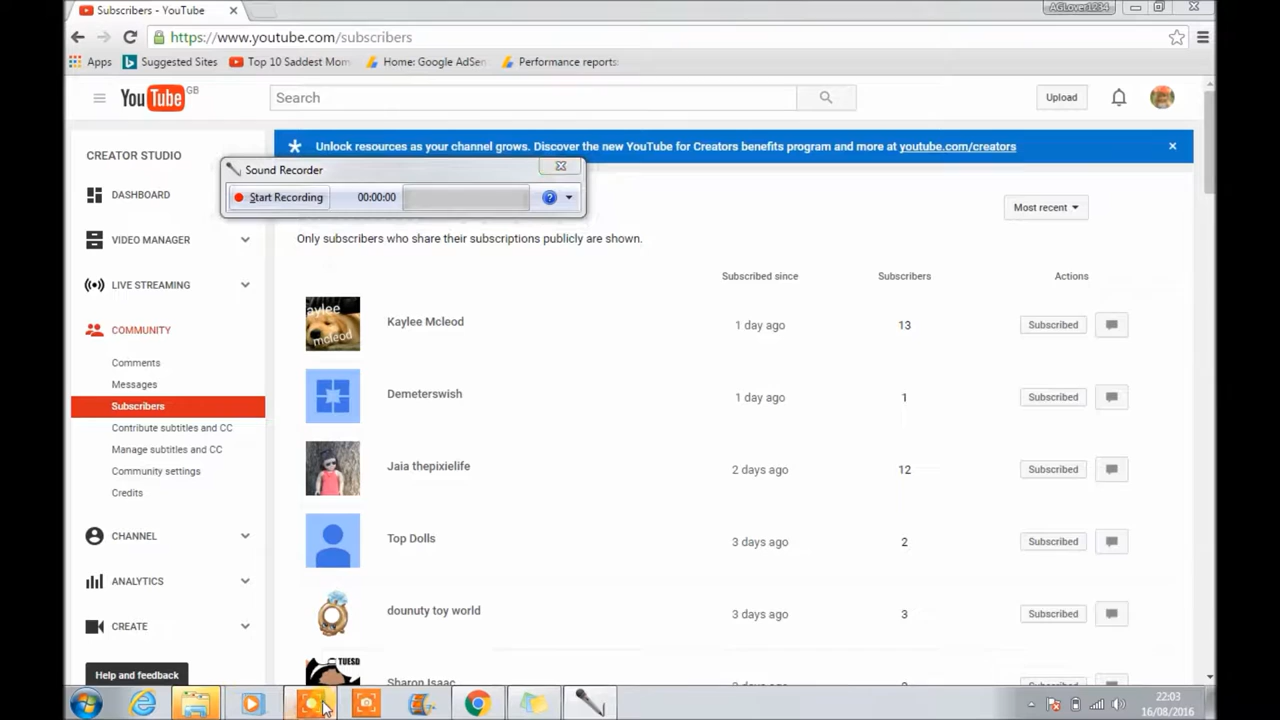 Subscribers - YouTube
AGLover1234
https://www.youtube.com/subscribers
Apps Suggested Sites Top 10 Saddest Mom Home: Google AdSen Performance reports:
YouTube GB
Search
Upload
CREATOR STUDIO
Unlock resources as your channel grows. Discover the new YouTube for Creators benefits program and more at youtube.com/creators
Sound Recorder
Start Recording 00:00:00
DASHBOARD
Most recent
VIDEO MANAGER
Only subscribers who share their subscriptions publicly are shown.
LIVE STREAMING
Subscribed since Subscribers Actions
COMMUNITY
Kaylee Mcleod 1 day ago 13 Subscribed
aylee
mcleod
Comments
Messages
Subscribers
Demeterswish 1 day ago 1 Subscribed
Contribute subtitles and CC
Manage subtitles and CC
Community settings
Credits
Jaia thepixielife 2 days ago 12 Subscribed
CHANNEL
Top Dolls 3 days ago 2 Subscribed
ANALYTICS
CREATE
dounuty toy world 3 days ago 3 Subscribed
Help and feedback
TUESD
Sharon Isaac
22:03
16/08/2016